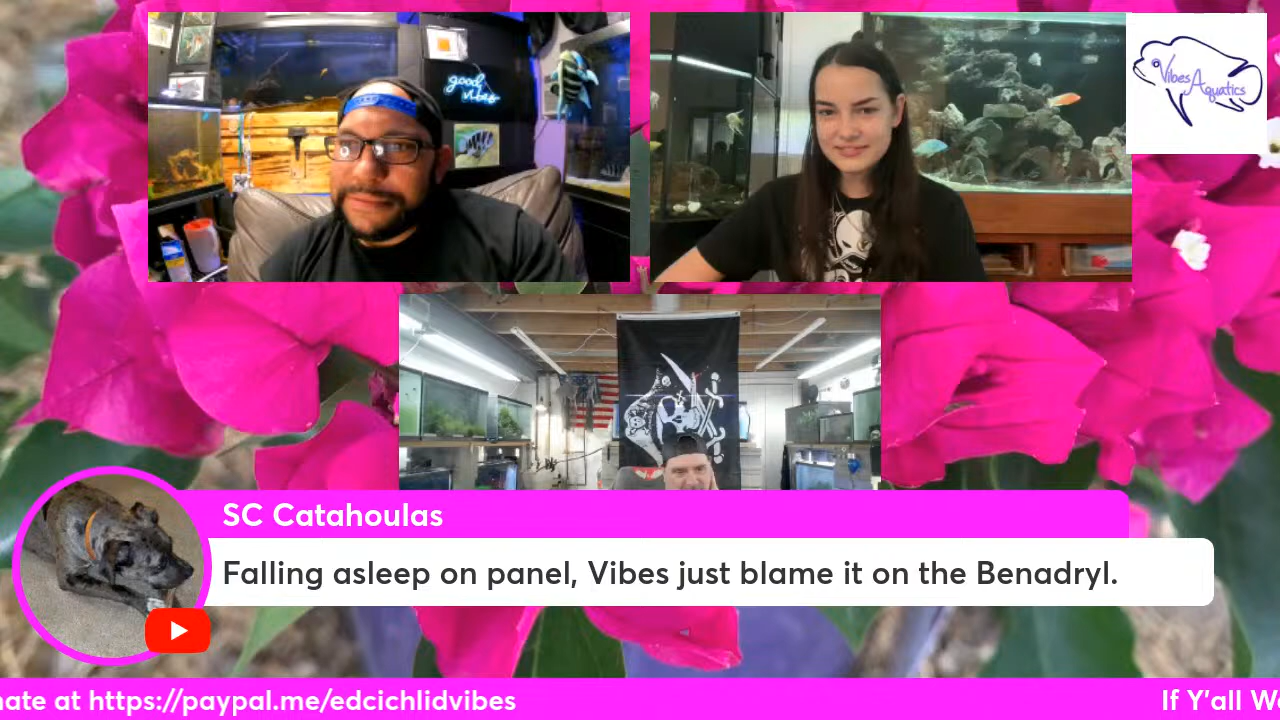 good
vibes
Vibes
Aquatics
SC Catahoulas
Falling asleep on panel, Vibes just blame it on the Benadryl.
nate at https://paypal.me/edcichlidvibes
If Y'all Wa